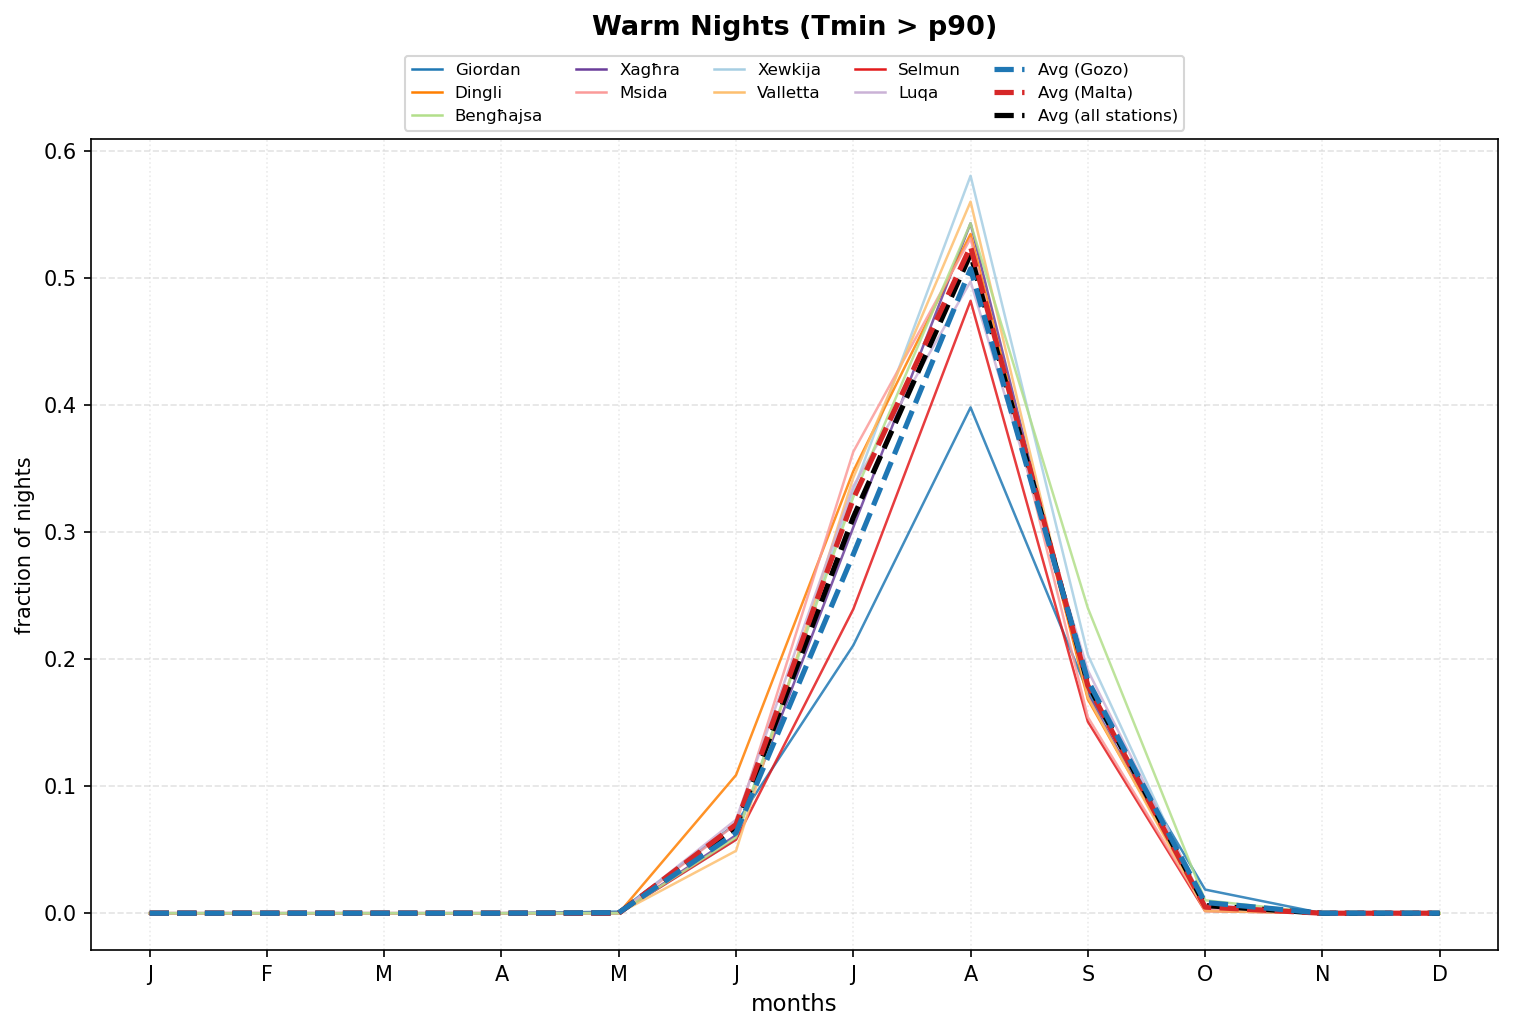 Warm Nights (Tmin > p90)
Giordan Xagħra Xewkija Selmun Avg (Gozo)
Dingli Msida Valletta Luqa Avg (Malta)
Bengħajsa Avg (all stations)
0.6
0.5
0.4
0.3
0.2
0.1
0.0
fraction of nights
J F M A M J J A S O N D
months